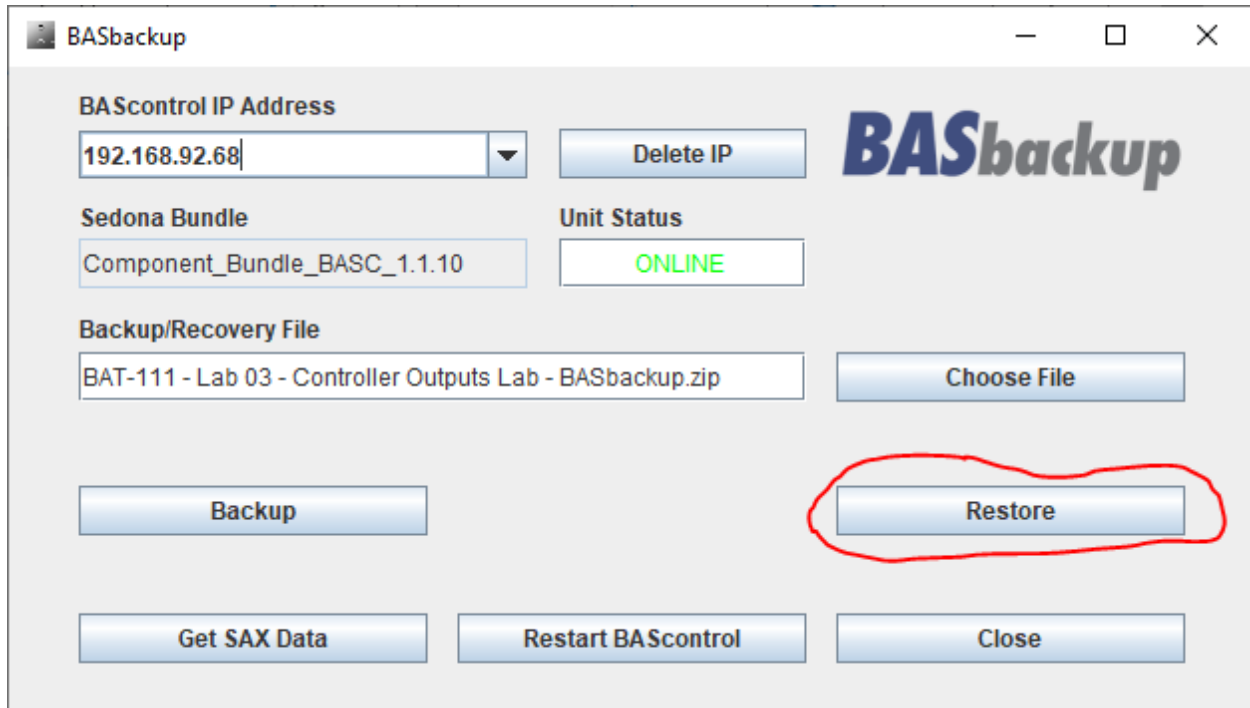 BASbackup
BAScontrol IP Address
192.168.92.68
Delete IP
BASbackup
Sedona Bundle
Unit Status
Component_Bundle_BASC_1.1.10
ONLINE
Backup/Recovery File
BAT-111 - Lab 03 - Controller Outputs Lab - BASbackup.zip
Choose File
Backup
Restore
Get SAX Data
Restart BAScontrol
Close